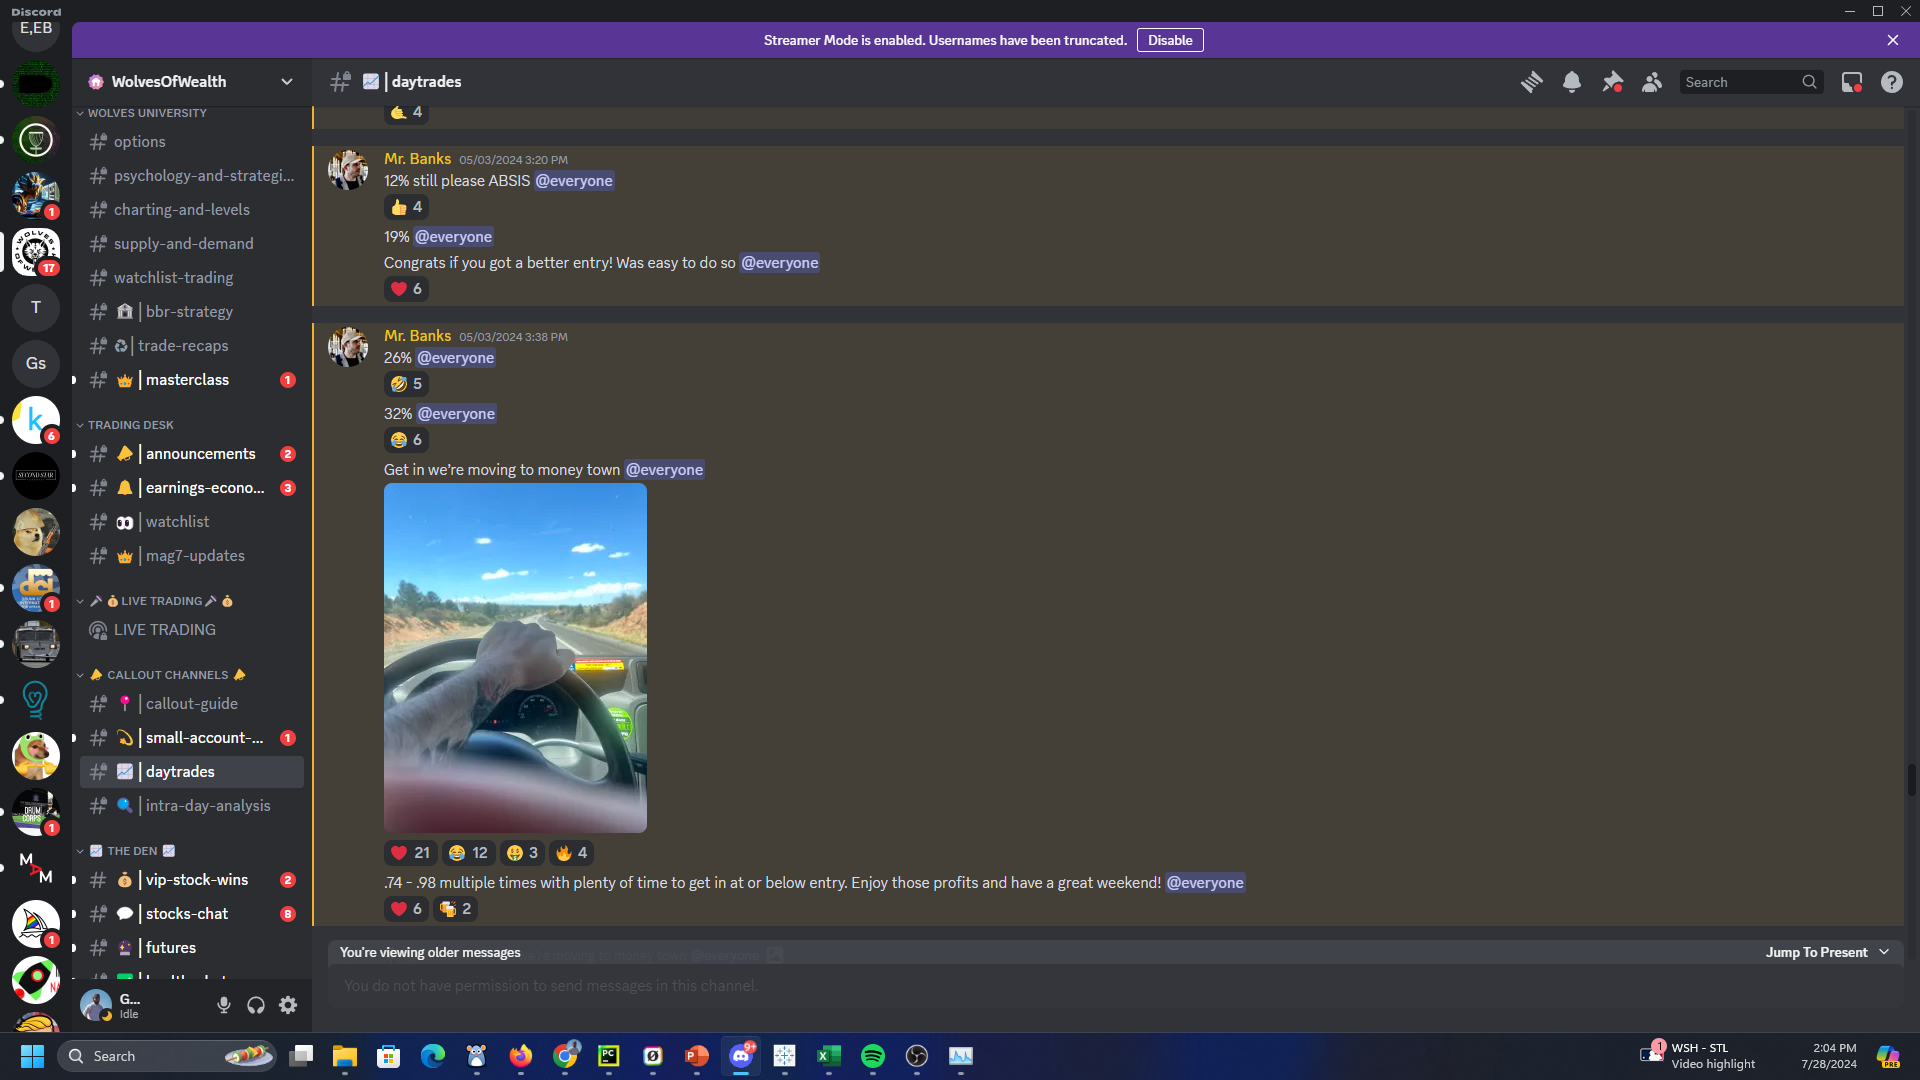 Discord
Streamer Mode is enabled. Usernames have been truncated. Disable
E,EB
WolvesOfWealth
daytrades
Search
WOLVES UNIVERSITY
options
psychology-and-strategi...
charting-and-levels
supply-and-demand
watchlist-trading
bbr-strategy
trade-recaps
masterclass 1
TRADING DESK
announcements 2
earnings-econo... 3
watchlist
mag7-updates
LIVE TRADING
LIVE TRADING
CALLOUT CHANNELS
callout-guide
small-account-... 1
daytrades
intra-day-analysis
THE DEN
vip-stock-wins 2
stocks-chat 8
futures
G...
Idle
1
17
T
Gs
k
6
1
DRUM CORPS
1
M A M
1
4
Mr. Banks 05/03/2024 3:20 PM
12% still please ABSIS @everyone
4
19% @everyone
Congrats if you got a better entry! Was easy to do so @everyone
6
Mr. Banks 05/03/2024 3:38 PM
26% @everyone
5
32% @everyone
6
Get in we're moving to money town @everyone
21 12 3 4
.74 - .98 multiple times with plenty of time to get in at or below entry. Enjoy those profits and have a great weekend! @everyone
6 2
You're viewing older messages
Jump To Present
You do not have permission to send messages in this channel.
Search
PC
9+
1
WSH - STL
Video highlight
2:04 PM
7/28/2024
PRE